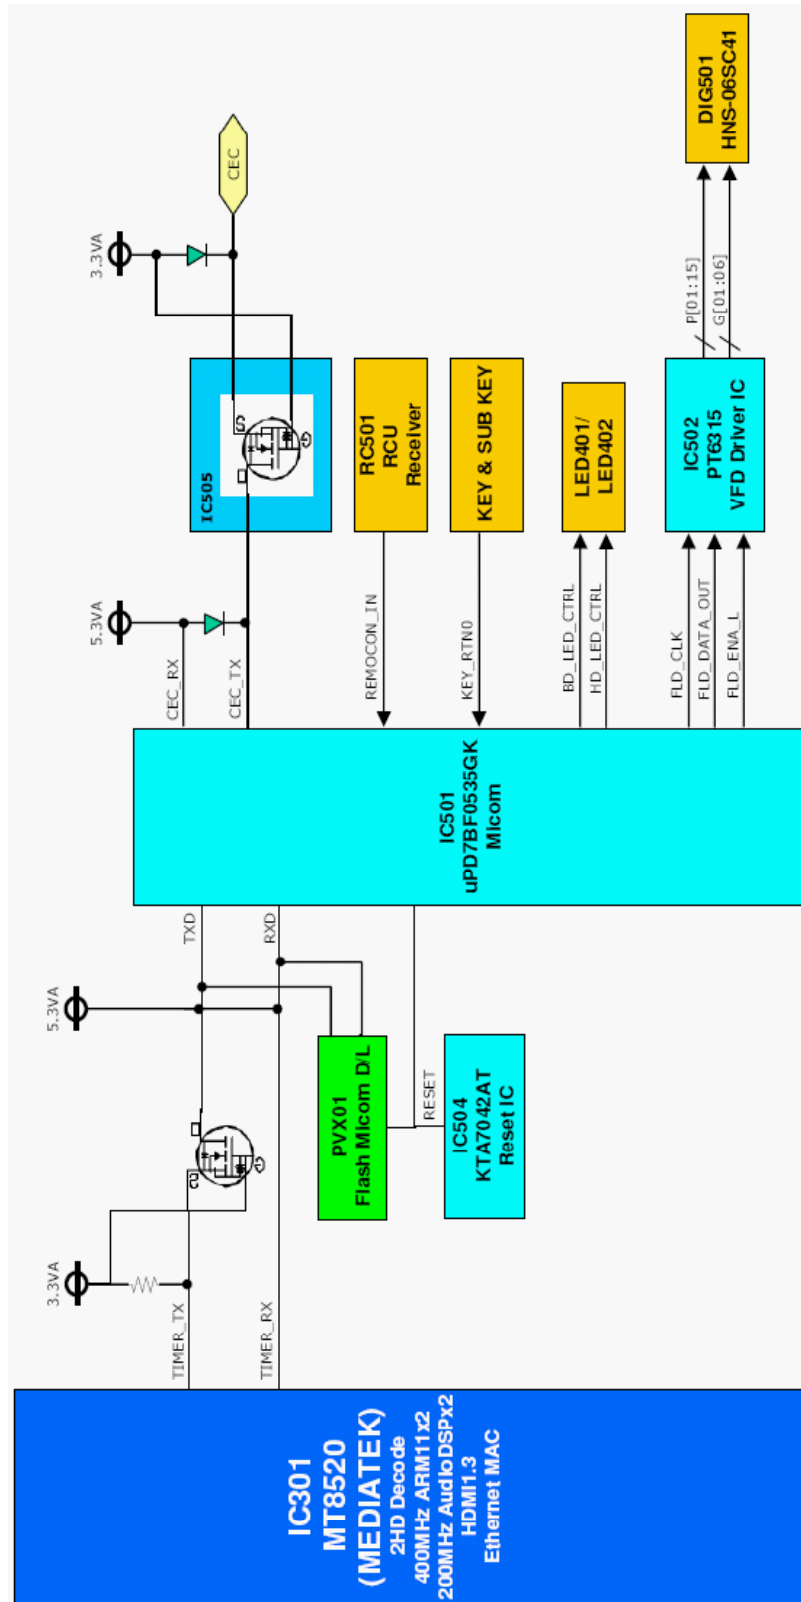 IC301
MT8520
(MEDIATEK)
2HD Decode
400MHz ARM11x2
200MHz AudioDSPx2
HDMI1.3
Ethernet MAC
3.3VA
TIMER_TX
TIMER_RX
S
D
G
5.3VA
TXD
RXD
PVX01
Flash Micom D/L
RESET
IC504
KTA7042AT
Reset IC
IC501
uPD7BF0535GK
Micom
5.3VA
CEC_RX
CEC_TX
REMOCON_IN
KEY_RTN0
BD_LED_CTRL
HD_LED_CTRL
FLD_CLK
FLD_DATA_OUT
FLD_ENA_L
IC505
D
S
G
RC501
RCU
Receiver
KEY & SUB KEY
LED401/
LED402
IC502
PT6315
VFD Driver IC
3.3VA
CEC
P[01:15]
G[01:06]
DIG501
HNS-06SC41